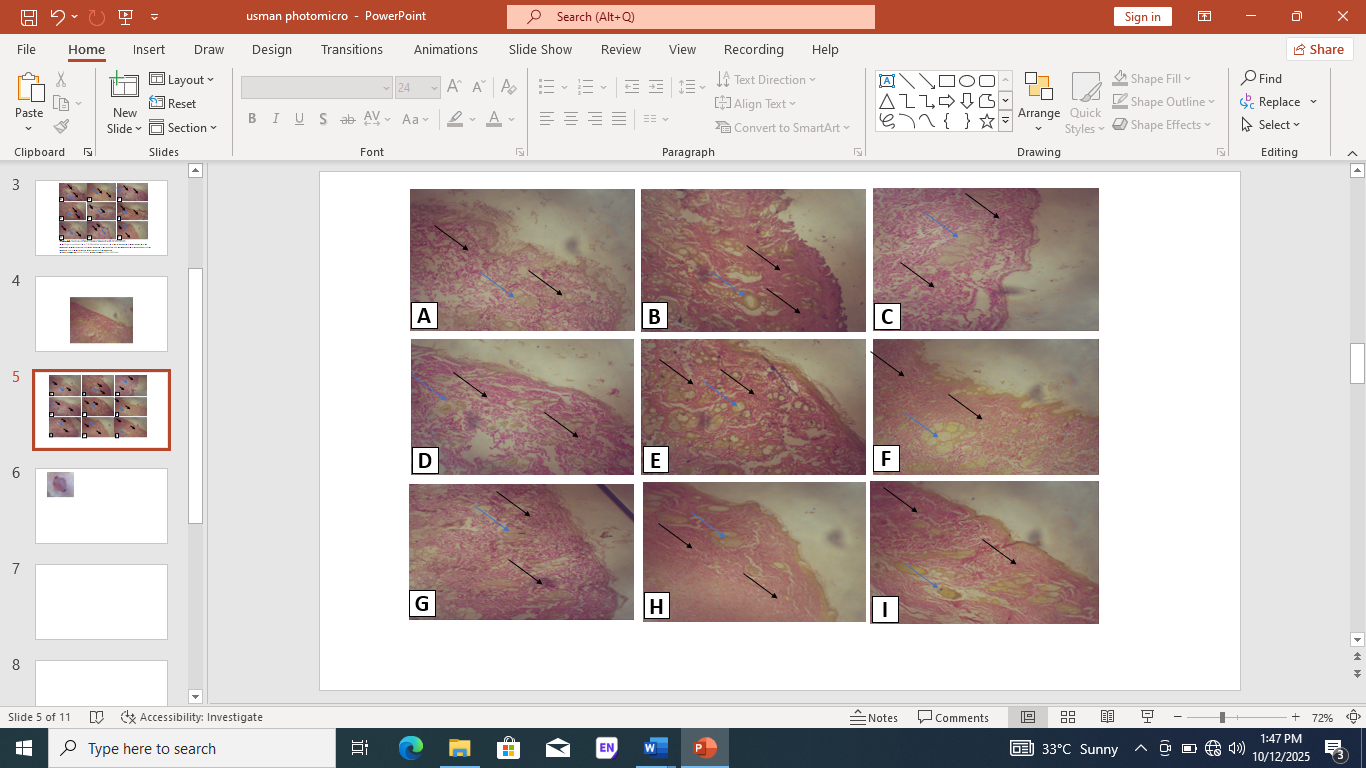 usman photomicro - PowerPoint
Search (Alt+Q)
Sign in
File Home Insert Draw Design Transitions Animations Slide Show Review View Recording Help
Share
Paste
Clipboard
New Slide
Layout
Reset
Section
Slides
24
B I U S ab AV Aa A
Font
Text Direction
Align Text
Convert to SmartArt
Paragraph
Arrange
Quick Styles
Shape Fill
Shape Outline
Shape Effects
Drawing
Find
Replace
Select
Editing
3
4
5
6
7
8
A B C
D E F
G H I
Slide 5 of 11
Accessibility: Investigate
Notes
Comments
72%
Type here to search
EN
33°C Sunny
1:47 PM
10/12/2025
3